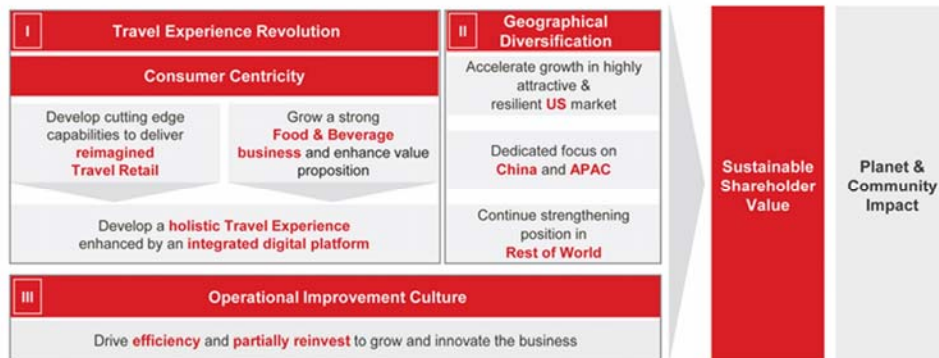 I
Travel Experience Revolution
Consumer Centricity
Develop cutting edge
capabilities to deliver
reimagined
Travel Retail
Grow a strong
Food & Beverage
business and enhance value
proposition
Develop a holistic Travel Experience
enhanced by an integrated digital platform
II
Geographical
Diversification
Accelerate growth in highly
attractive &
resilient US market
Dedicated focus on
China and APAC
Continue strengthening
position in
Rest of World
III
Operational Improvement Culture
Drive efficiency and partially reinvest to grow and innovate the business
Sustainable
Shareholder
Value
Planet &
Community
Impact